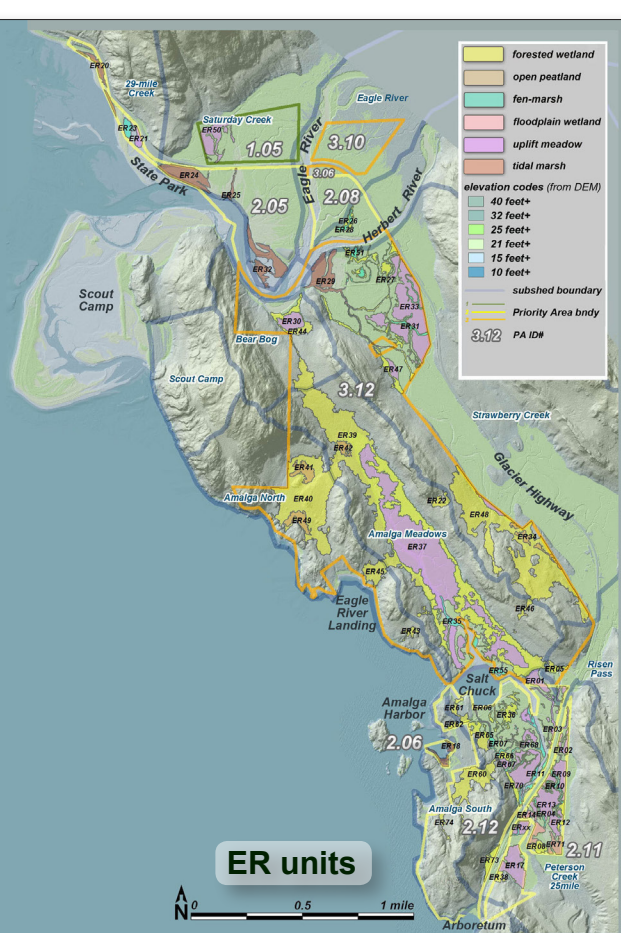 ER20
29-mile
Creek
ER23
ER21
Saturday Creek
ER50
1.05
Eagle River
3.10
Eagle River
forested wetland
open peatland
fen-marsh
floodplain wetland
uplift meadow
tidal marsh
elevation codes (from DEM)
40 feet+
32 feet+
25 feet+
21 feet+
15 feet+
10 feet+
subshed boundary
Priority Area bndy
3.12 PA ID#
State Park
ER24
ER25
2.05
3.06
2.08
ER26
ER28
Herbert River
ER51
ER32
ER29
ER27
ER33
ER31
Scout
Camp
ER30
ER44
Bear Bog
ER47
Scout Camp
3.12
Strawberry Creek
ER39
ER42
ER41
Glacier Highway
Amalga North
ER40
ER49
ER22
ER48
Amalga Meadows
ER37
ER34
ER45
Eagle
River
Landing
ER46
ER43
ER35
ER55
ER05
Risen
Pass
Salt
Chuck
ER01
Amalga
Harbor
ER61
ER06
ER36
ER62
ER65
ER03
2.06
ER18
ER07
ER68
ER02
ER66
ER67
ER60
ER11
ER09
ER70
ER10
Amalga South
ER13
ER74
ER14
ER04
ER12
2.12
ERxx
ER08
ER71
2.11
ER73
ER17
ER38
Peterson
Creek
25mile
ER units
N
0
0.5
1 mile
Arboretum